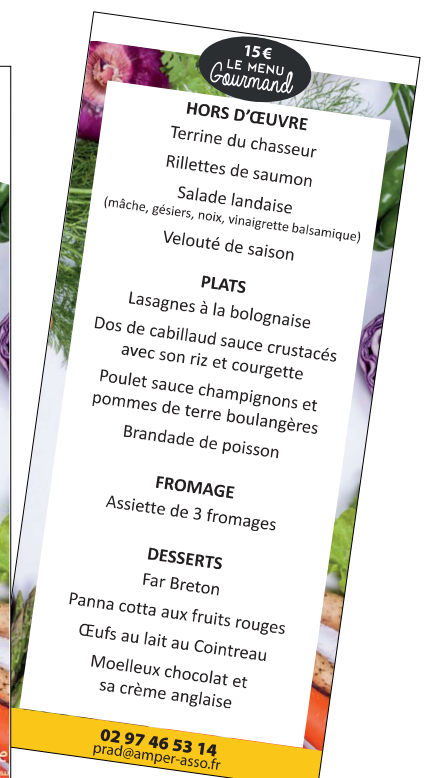 15€
LE MENU
Gourmand
HORS D'ŒUVRE
Terrine du chasseur
Rillettes de saumon
Salade landaise
(mâche, gésiers, noix, vinaigrette balsamique)
Velouté de saison
PLATS
Lasagnes à la bolognaise
Dos de cabillaud sauce crustacés
avec son riz et courgette
Poulet sauce champignons et
pommes de terre boulangères
Brandade de poisson
FROMAGE
Assiette de 3 fromages
DESSERTS
Far Breton
Panna cotta aux fruits rouges
Œufs au lait au Cointreau
Moelleux chocolat et
sa crème anglaise
02 97 46 53 14
prad@amper-asso.fr